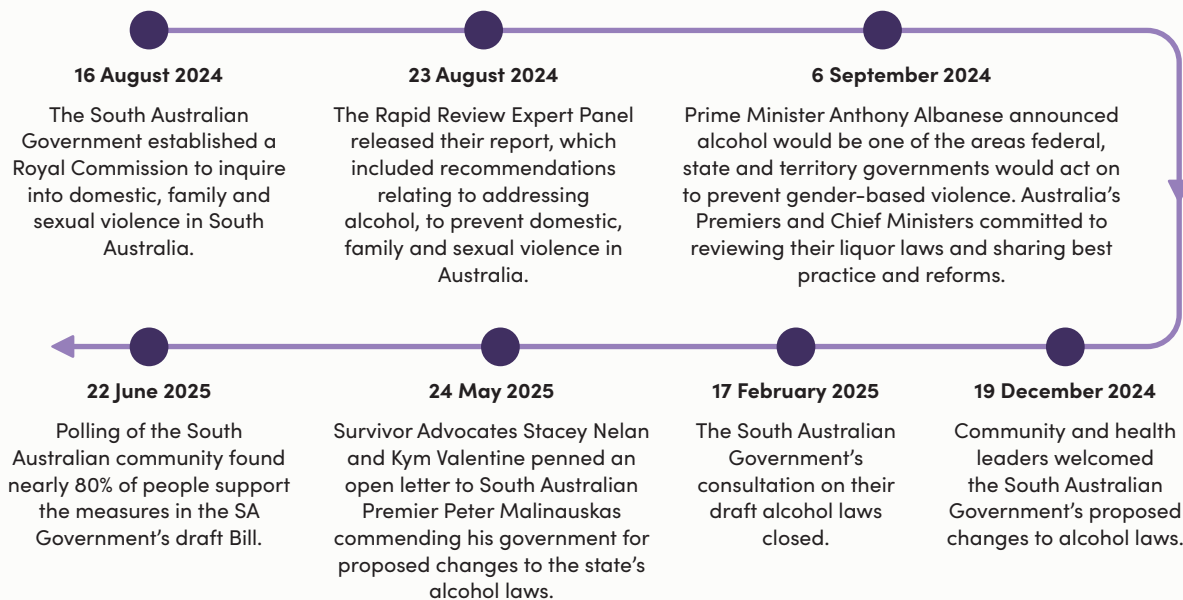 16 August 2024
The South Australian
Government established a
Royal Commission to inquire
into domestic, family and
sexual violence in South
Australia.
23 August 2024
The Rapid Review Expert Panel
released their report, which
included recommendations
relating to addressing
alcohol, to prevent domestic,
family and sexual violence in
Australia.
6 September 2024
Prime Minister Anthony Albanese announced
alcohol would be one of the areas federal,
state and territory governments would act on
to prevent gender-based violence. Australia’s
Premiers and Chief Ministers committed to
reviewing their liquor laws and sharing best
practice and reforms.
19 December 2024
Community and health
leaders welcomed
the South Australian
Government’s proposed
changes to alcohol laws.
17 February 2025
The South Australian
Government’s
consultation on their
draft alcohol laws
closed.
24 May 2025
Survivor Advocates Stacey Nelan
and Kym Valentine penned an
open letter to South Australian
Premier Peter Malinauskas
commending his government for
proposed changes to the state’s
alcohol laws.
22 June 2025
Polling of the South
Australian community found
nearly 80% of people support
the measures in the SA
Government’s draft Bill.